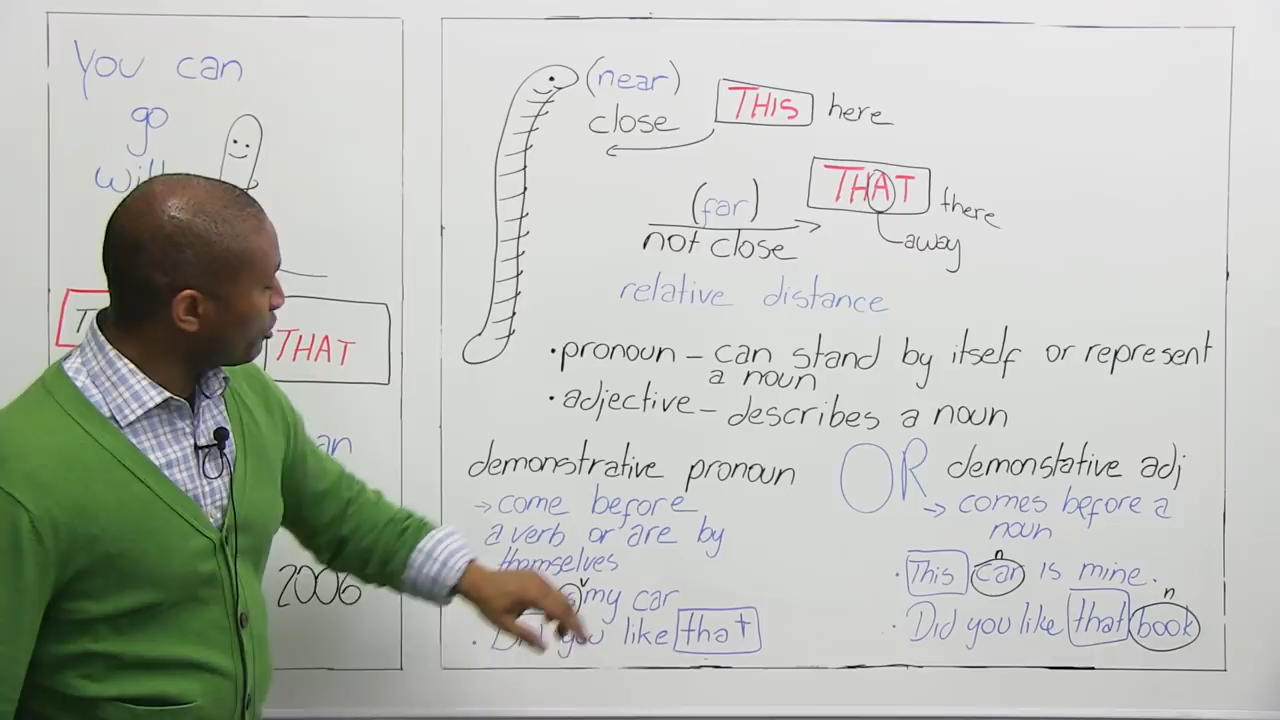 You can
go
THAT
an
2006
(near)
close
THIS here
THAT there
away
(far)
not close
relative distance
• pronoun – can stand by itself or represent
a noun
• adjective – describes a noun
demonstrative pronoun
→ come before
a verb or are by
themselves
v
my car
• Did you like that
OR
demonstative adj
→ comes before a
noun
n
• This car is mine.
n
• Did you like that book